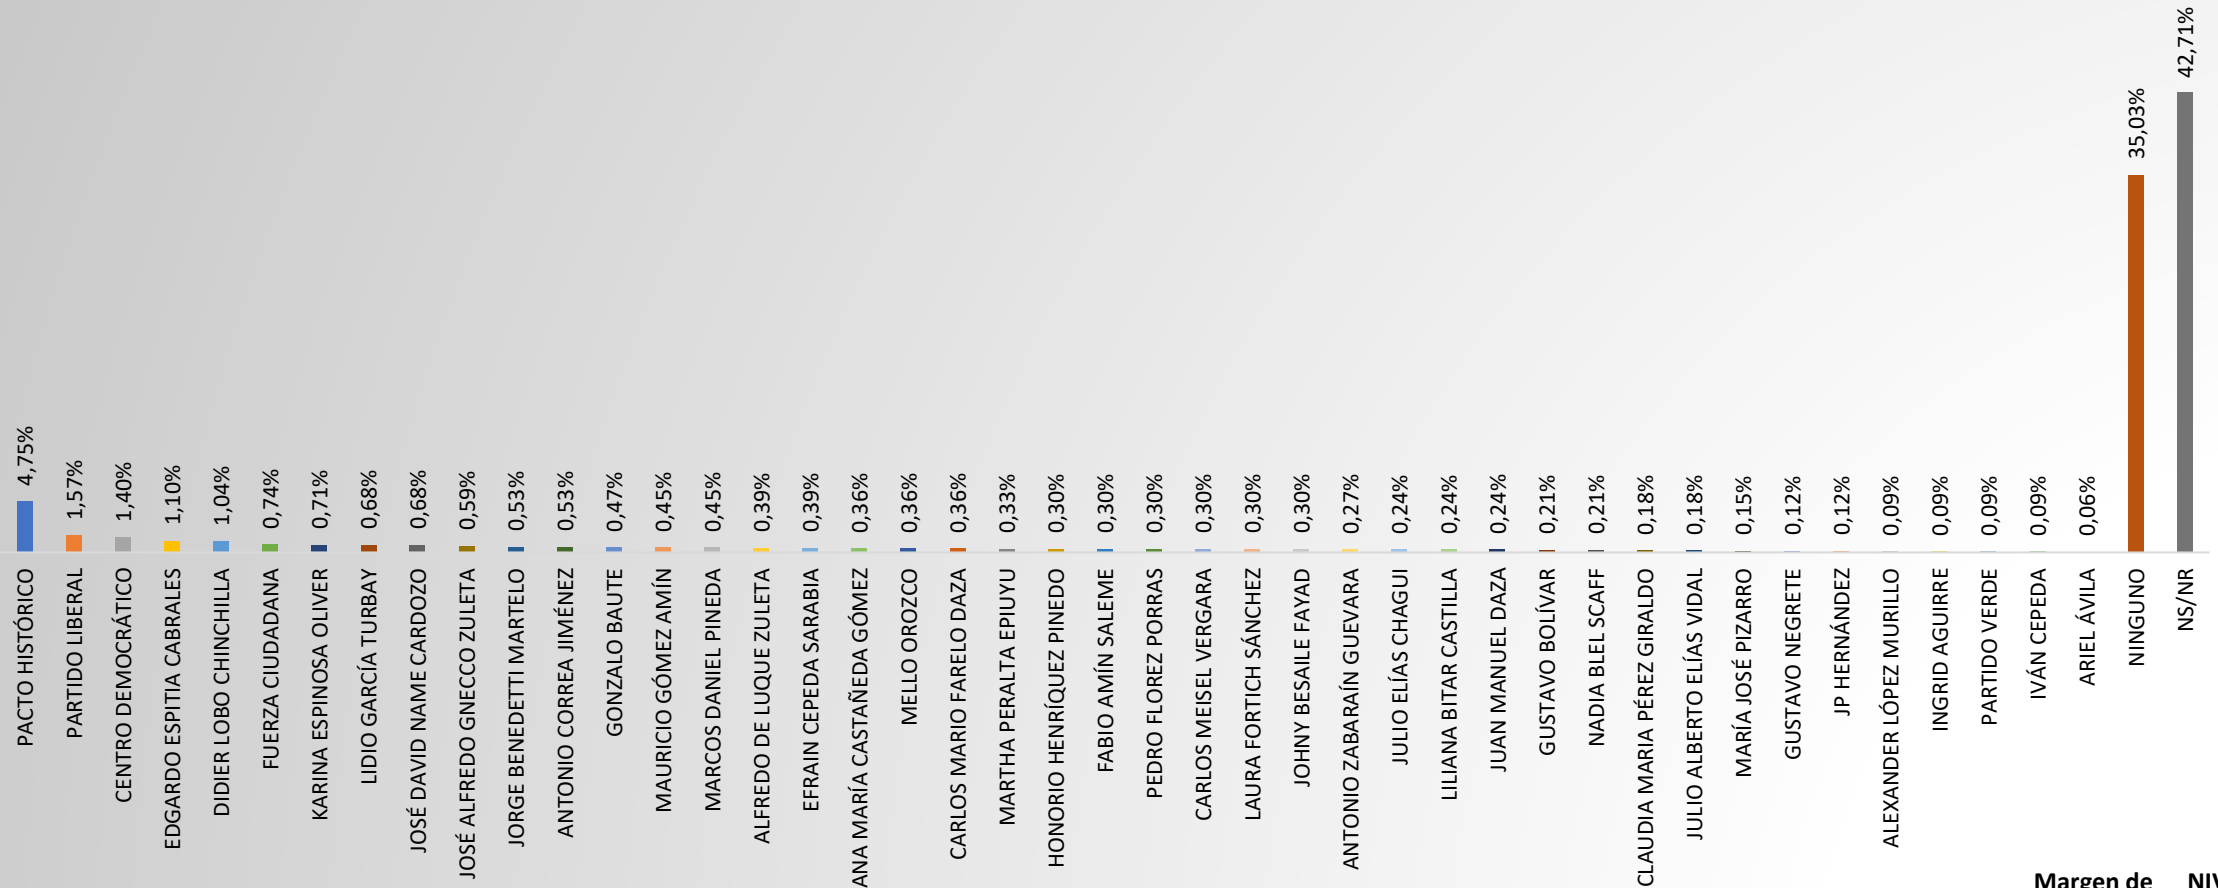 4,75%
1,57%
1,40%
1,10%
1,04%
0,74%
0,71%
0,68%
0,68%
0,59%
0,53%
0,53%
0,47%
0,45%
0,45%
0,39%
0,39%
0,36%
0,36%
0,36%
0,33%
0,30%
0,30%
0,30%
0,30%
0,30%
0,30%
0,27%
0,24%
0,24%
0,24%
0,21%
0,21%
0,18%
0,18%
0,15%
0,12%
0,12%
0,09%
0,09%
0,09%
0,09%
0,06%
35,03%
42,71%
PACTO HISTÓRICO
PARTIDO LIBERAL
CENTRO DEMOCRÁTICO
EDGARDO ESPITIA CABRALES
DIDIER LOBO CHINCHILLA
FUERZA CIUDADANA
KARINA ESPINOSA OLIVER
LIDIO GARCÍA TURBAY
JOSÉ DAVID NAME CARDOZO
JOSÉ ALFREDO GNECCO ZULETA
JORGE BENEDETTI MARTELO
ANTONIO CORREA JIMÉNEZ
GONZALO BAUTE
MAURICIO GÓMEZ AMÍN
MARCOS DANIEL PINEDA
ALFREDO DE LUQUE ZULETA
EFRAIN CEPEDA SARABIA
ANA MARÍA CASTAÑEDA GÓMEZ
MELLO OROZCO
CARLOS MARIO FARELO DAZA
MARTHA PERALTA EPIUYU
HONORIO HENRÍQUEZ PINEDO
FABIO AMÍN SALEME
PEDRO FLOREZ PORRAS
CARLOS MEISEL VERGARA
LAURA FORTICH SÁNCHEZ
JOHNY BESAILE FAYAD
ANTONIO ZABARAÍN GUEVARA
JULIO ELÍAS CHAGUI
LILIANA BITAR CASTILLA
JUAN MANUEL DAZA
GUSTAVO BOLÍVAR
NADIA BLEL SCAFF
CLAUDIA MARIA PÉREZ GIRALDO
JULIO ALBERTO ELÍAS VIDAL
MARÍA JOSÉ PIZARRO
GUSTAVO NEGRETE
JP HERNÁNDEZ
ALEXANDER LÓPEZ MURILLO
INGRID AGUIRRE
PARTIDO VERDE
IVÁN CEPEDA
ARIEL ÁVILA
NINGUNO
NS/NR
Margen de